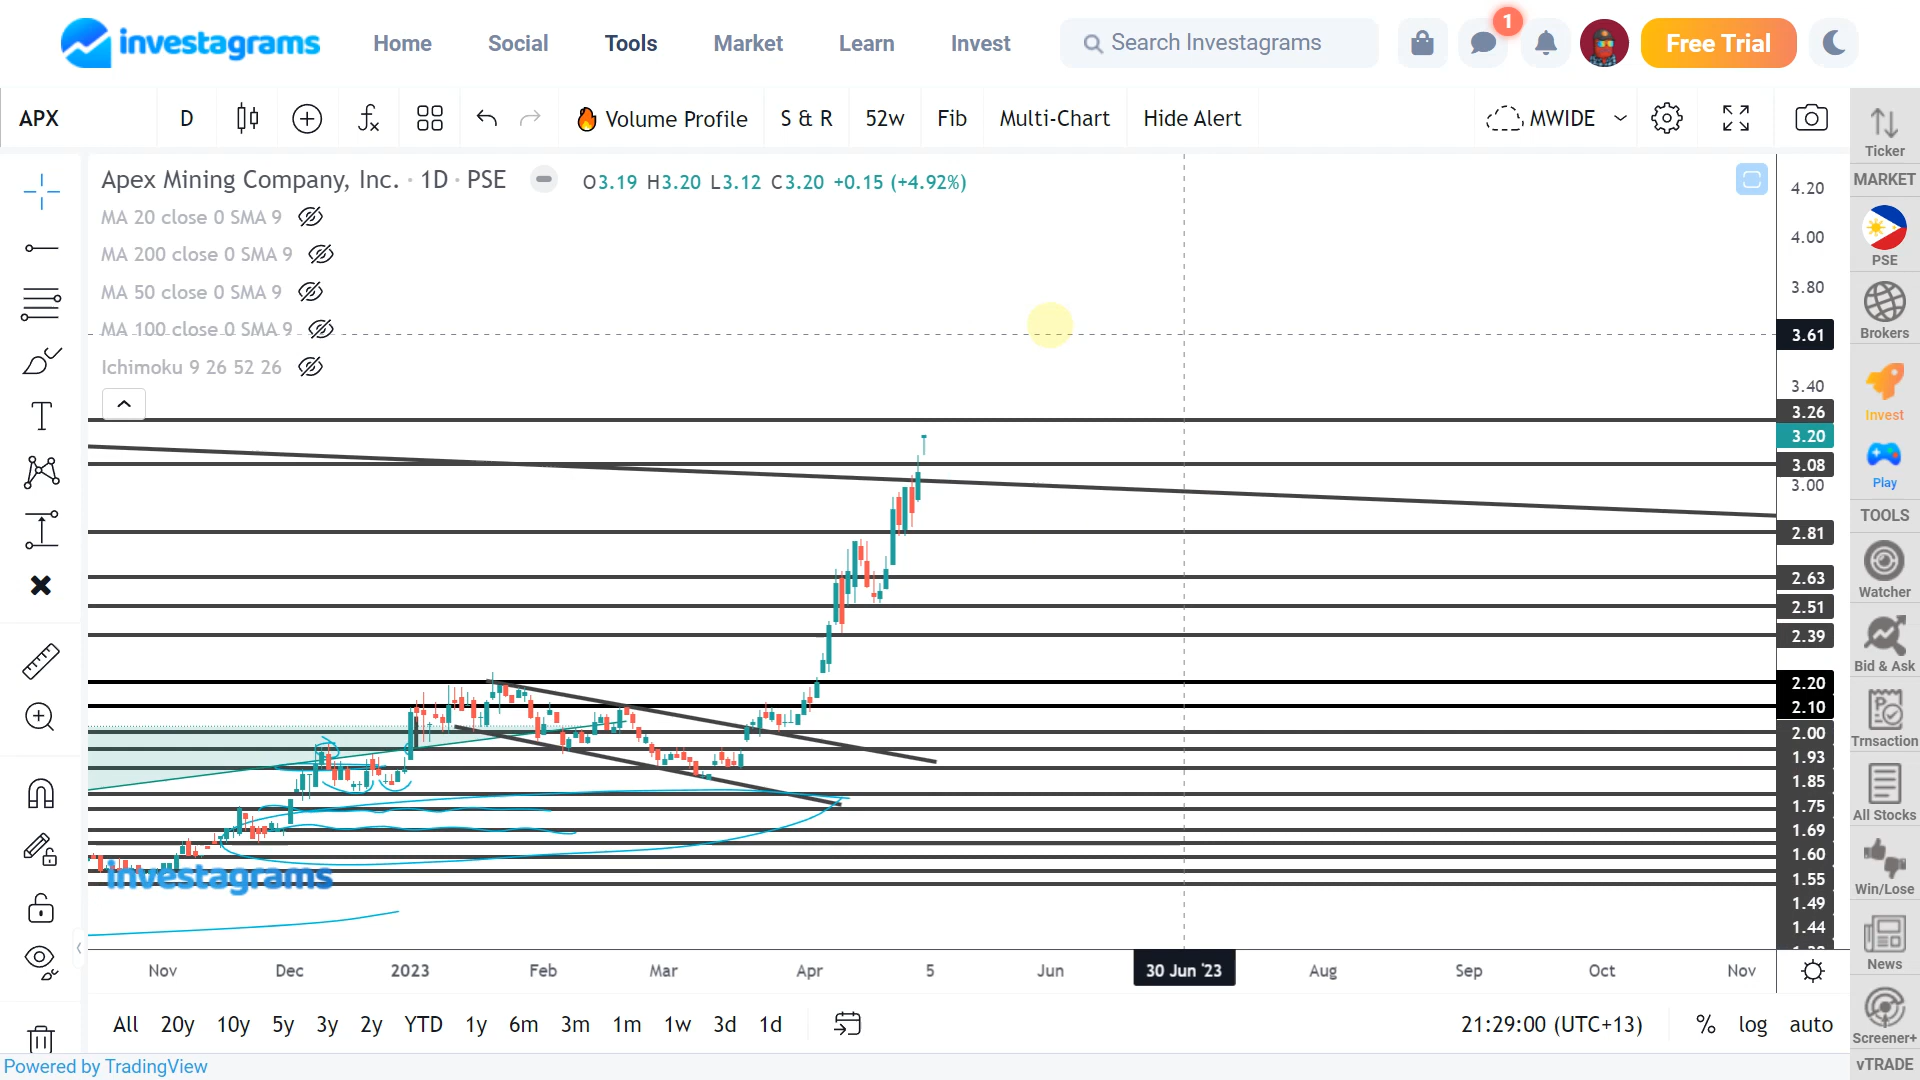 investagrams
Home
Social
Tools
Market
Learn
Invest
Search Investagrams
1
Free Trial
APX
D
Volume Profile
S & R
52w
Fib
Multi-Chart
Hide Alert
MWIDE
Ticker
MARKET
PSE
Brokers
Invest
Play
TOOLS
Watcher
Bid & Ask
Trnsaction
All Stocks
Win/Lose
News
Screener+
vTRADE
Apex Mining Company, Inc. · 1D · PSE
O3.19 H3.20 L3.12 C3.20 +0.15 (+4.92%)
MA 20 close 0 SMA 9
MA 200 close 0 SMA 9
MA 50 close 0 SMA 9
MA 100 close 0 SMA 9
Ichimoku 9 26 52 26
4.20
4.00
3.80
3.61
3.40
3.26
3.20
3.08
3.00
2.81
2.63
2.51
2.39
2.20
2.10
2.00
1.93
1.85
1.75
1.69
1.60
1.55
1.49
1.44
investagrams
Nov
Dec
2023
Feb
Mar
Apr
5
Jun
30 Jun '23
Aug
Sep
Oct
Nov
All
20y
10y
5y
3y
2y
YTD
1y
6m
3m
1m
1w
3d
1d
21:29:00 (UTC+13)
%
log
auto
Powered by TradingView